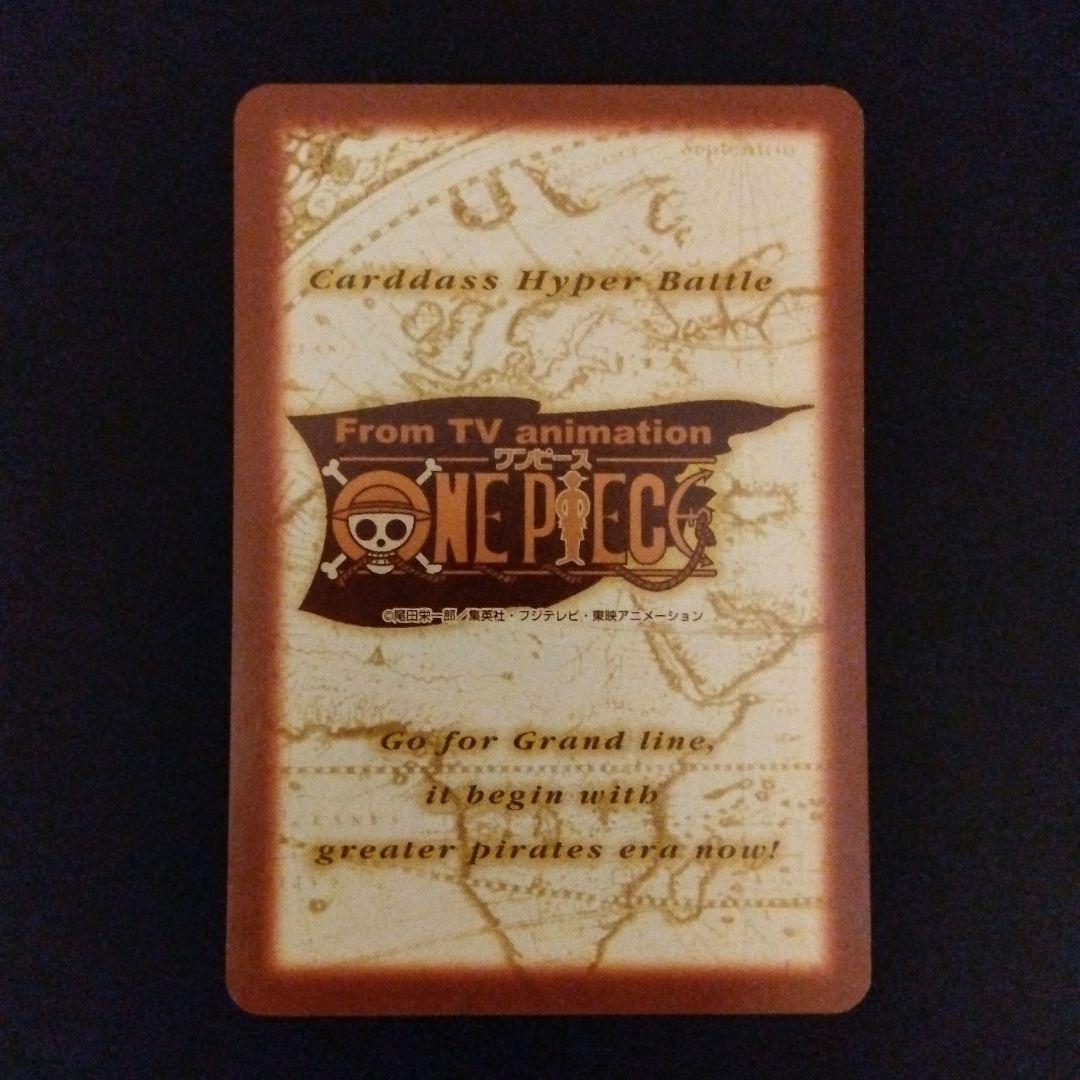 Septentrio
Carddass Hyper Battle
From TV animation
ワンピース
ONE PIECE
©尾田栄一郎／集英社・フジテレビ・東映アニメーション
Go for Grand line,
it begin with
greater pirates era now!